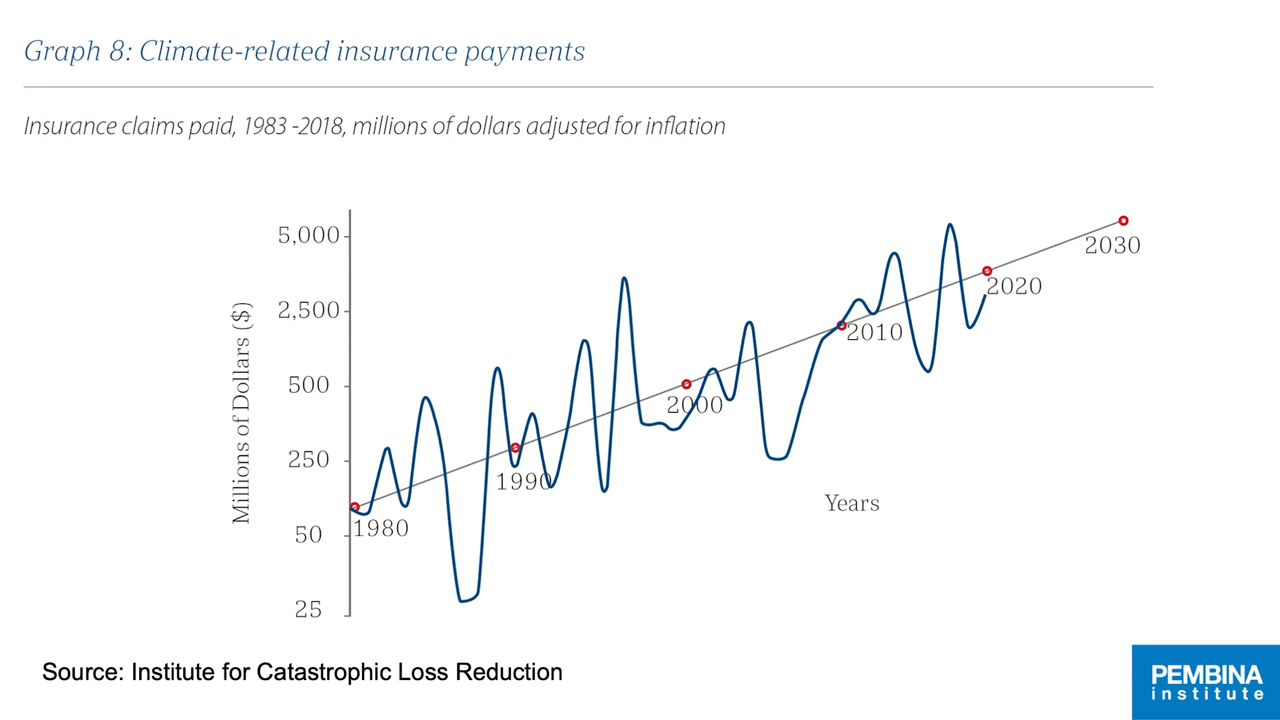 Graph 8: Climate-related insurance payments
Insurance claims paid, 1983 -2018, millions of dollars adjusted for inflation
5,000
2,500
500
250
50
25
Millions of Dollars ($)
1980
1990
2000
2010
2020
2030
Years
Source: Institute for Catastrophic Loss Reduction
PEMBINA
institute